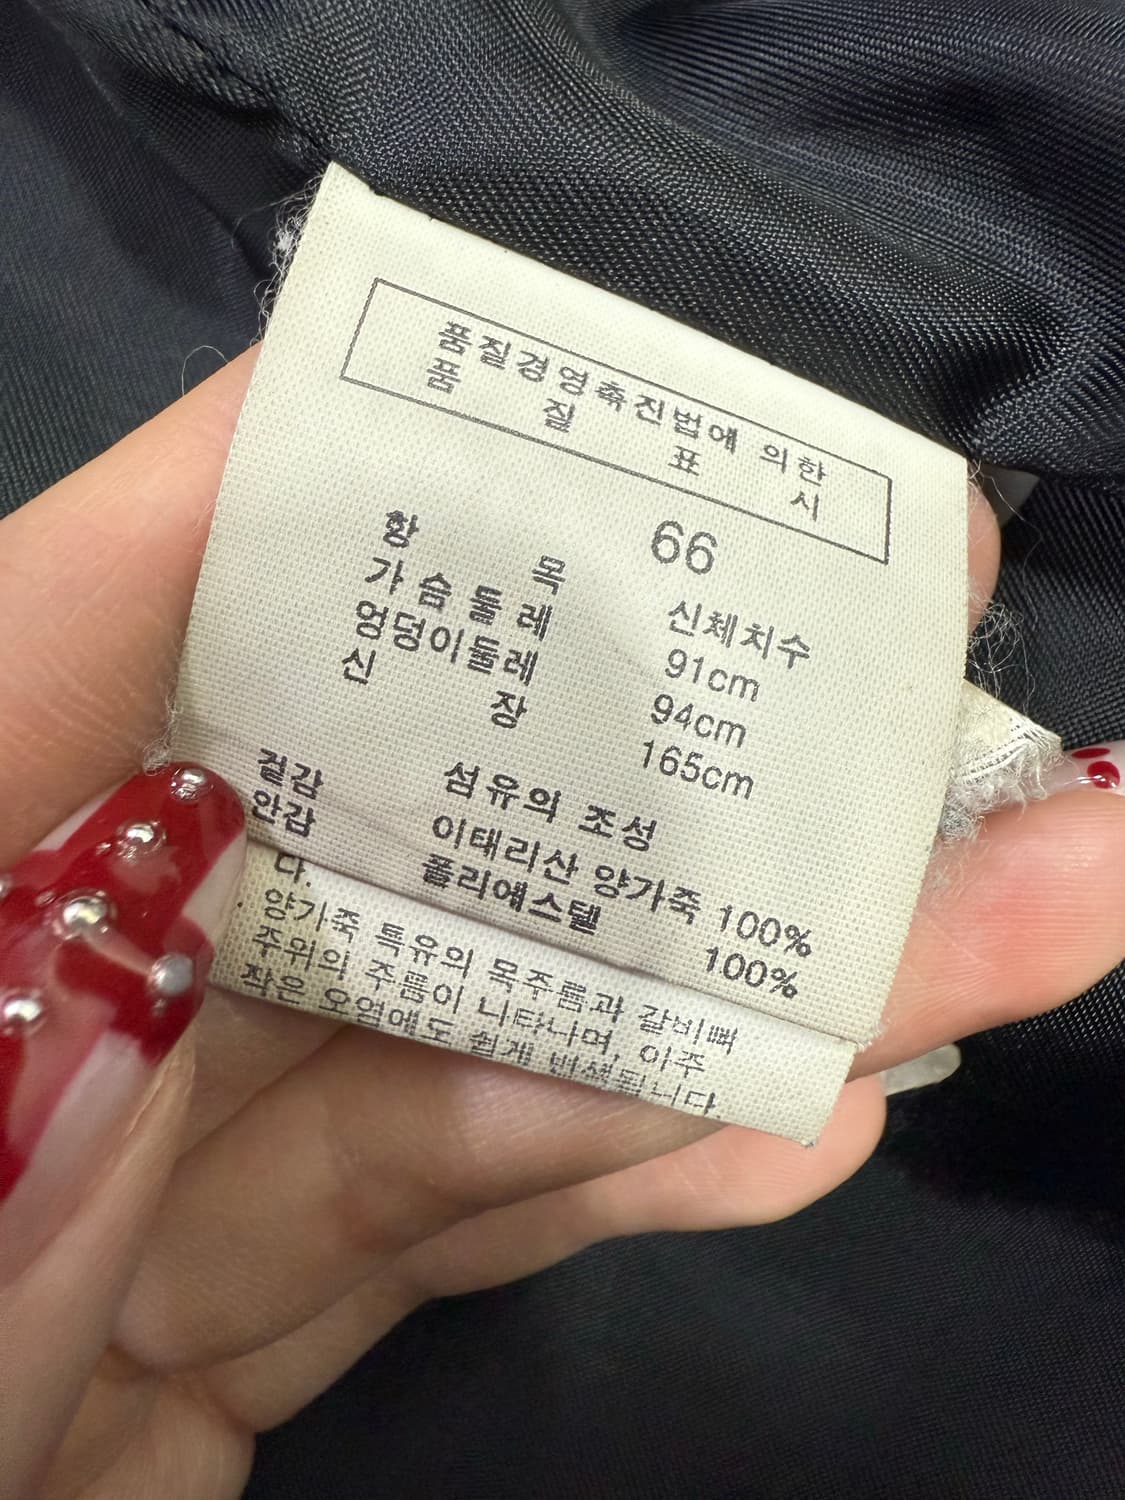 품질경영촉진법에 의한
품 질 표 시
66
항 목 신체치수
가슴둘레 91cm
엉덩이둘레 94cm
신 장 165cm
섬유의 조성
겉감 이태리산 양가죽 100%
안감 폴리에스텔 100%
다.
양가죽 특유의 목주름과 갈비뼈
주위의 주름이 나타나며, 아주
작은 오염에도 쉽게 변색됩니다.